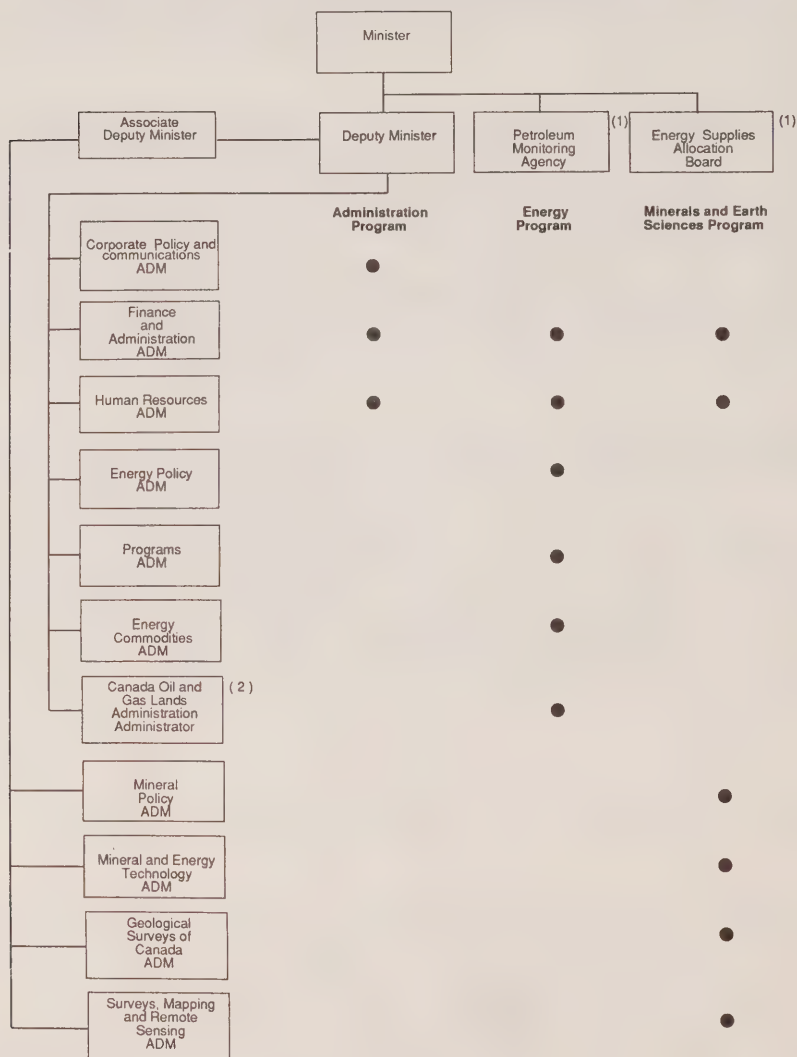 Minister
Associate
Deputy Minister
Deputy Minister
Petroleum
Monitoring
Agency
(1)
Energy Supplies
Allocation
Board
(1)
Administration
Program
Energy
Program
Minerals and Earth
Sciences Program
Corporate Policy and
communications
ADM
Finance
and
Administration
ADM
Human Resources
ADM
Energy Policy
ADM
Programs
ADM
Energy
Commodities
ADM
Canada Oil and
Gas Lands
Administration
Administrator
(2)
Mineral
Policy
ADM
Mineral and Energy
Technology
ADM
Geological
Surveys of
Canada
ADM
Surveys, Mapping
and Remote
Sensing
ADM